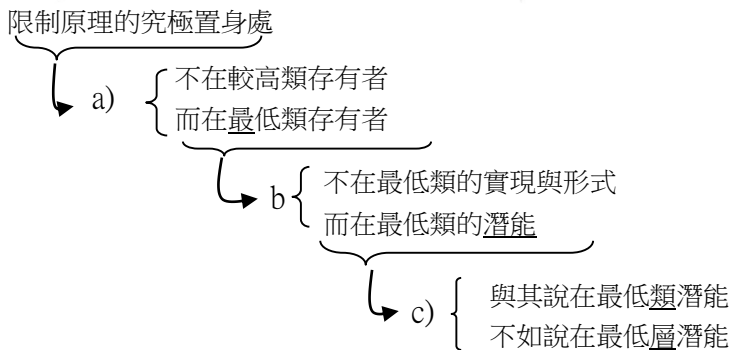 限制原理的究極置身處
a)
不在較高類存有者
而在最低類存有者
b
不在最低類的實現與形式
而在最低類的潛能
c)
與其說在最低類潛能
不如說在最低層潛能